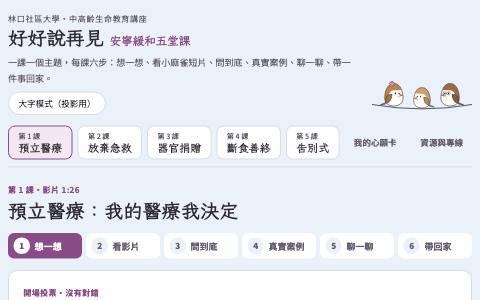 林口社區大學・中高齡生命教育講座
好好說再見 安寧緩和五堂課
一課一個主題，每課六步：想一想、看小麻雀短片、問到底、真實案例、聊一聊、帶一
件事回家。
大字模式（投影用）
第 1 課 第 2 課 第 3 課 第 4 課 第 5 課
預立醫療 放棄急救 器官捐贈 斷食善終 告別式 我的心願卡 資源與專線
第 1 課・影片 1:26
預立醫療：我的醫療我決定
1 想一想 2 看影片 3 問到底 4 真實案例 5 聊一聊 6 帶回家
開場投票・沒有對錯